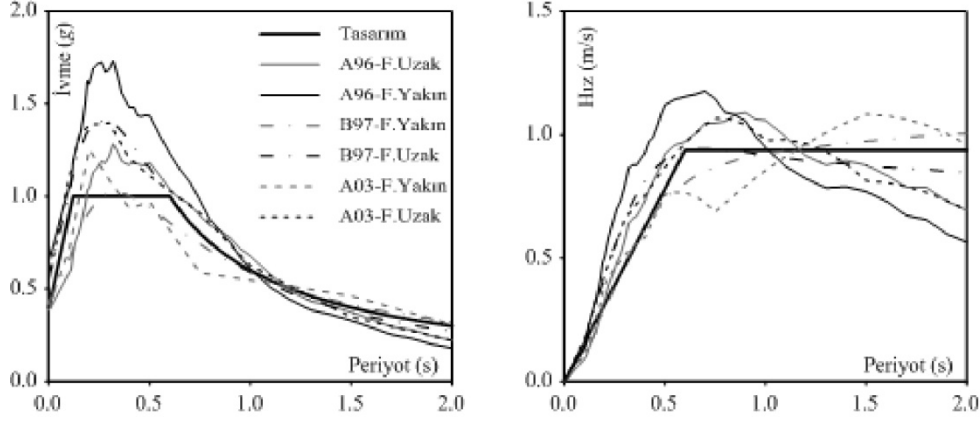 2.0
1.5
1.0
0.5
0.0
İvme (g)
Tasarım
A96-F.Uzak
A96-F.Yakın
B97-F.Yakın
B97-F.Uzak
A03-F.Yakın
A03-F.Uzak
Periyot (s)
0.0 0.5 1.0 1.5 2.0
1.5
1.0
0.5
0.0
Hız (m/s)
Periyot (s)
0.0 0.5 1.0 1.5 2.0